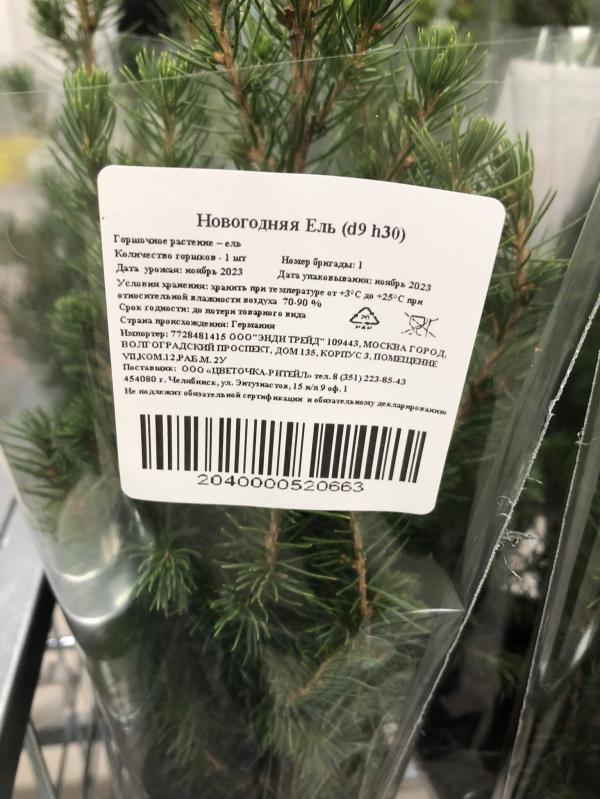 Новогодняя Ель (d9 h30)
Горшочное растение – ель
Количество горшков - 1 шт Номер бригады: 1
Дата урожая: ноябрь 2023 Дата упаковывания: ноябрь 2023
Условия хранения: хранить при температуре от +3°C до +25°C при
относительной влажности воздуха 70-90 %
Срок годности: до потери товарного вида
Страна происхождения: Германия
Импортер: 7728481415 ООО"ЭНДИ ТРЕЙД" 109443, МОСКВА ГОРОД,
ВОЛГОГРАДСКИЙ ПРОСПЕКТ, ДОМ 135, КОРПУС 3, ПОМЕЩЕНИЕ
VII,КОМ.12,РАБ.М. 2У
Поставщик: ООО «ЦВЕТОЧКА-РИТЕЙЛ» тел. 8 (351) 223-85-43
454080 г. Челябинск, ул. Энтузиастов, 15 н/п 9 оф. 1
Не подлежит обязательной сертификации и обязательному декларированию
2040000520663